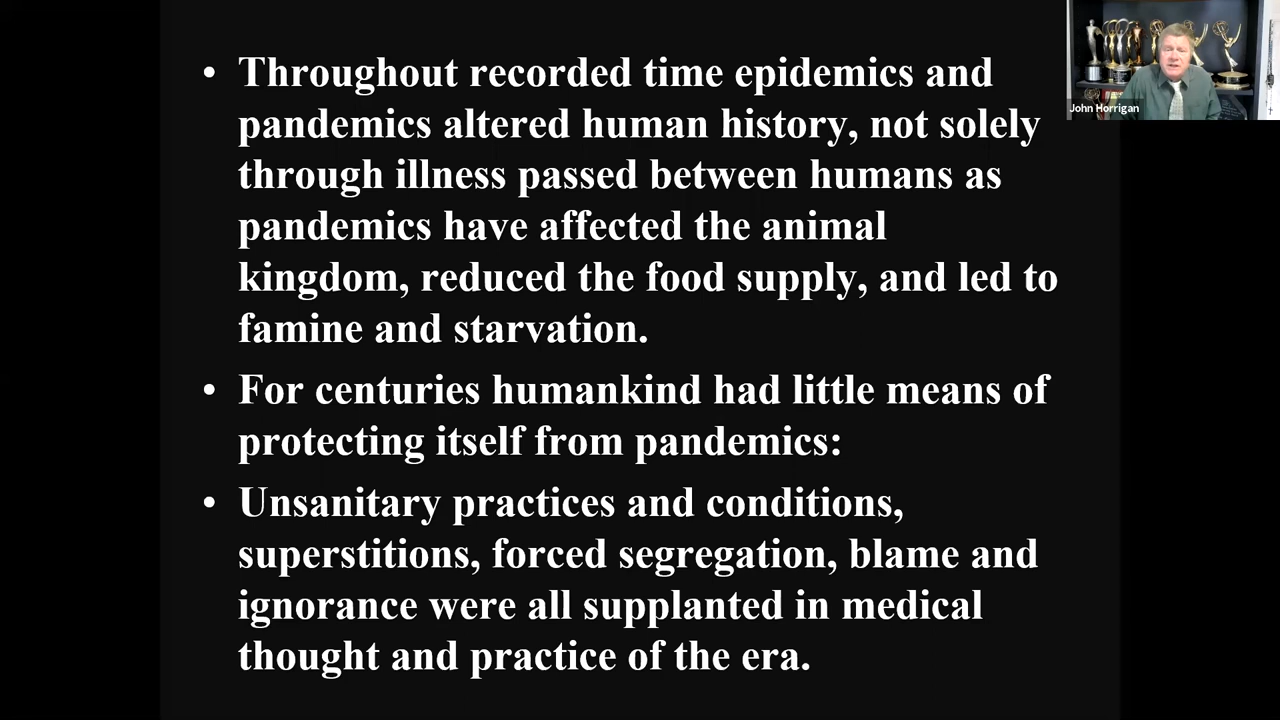 • Throughout recorded time epidemics and
pandemics altered human history, not solely
through illness passed between humans as
pandemics have affected the animal
kingdom, reduced the food supply, and led to
famine and starvation.
• For centuries humankind had little means of
protecting itself from pandemics:
• Unsanitary practices and conditions,
superstitions, forced segregation, blame and
ignorance were all supplanted in medical
thought and practice of the era.
John Horrigan